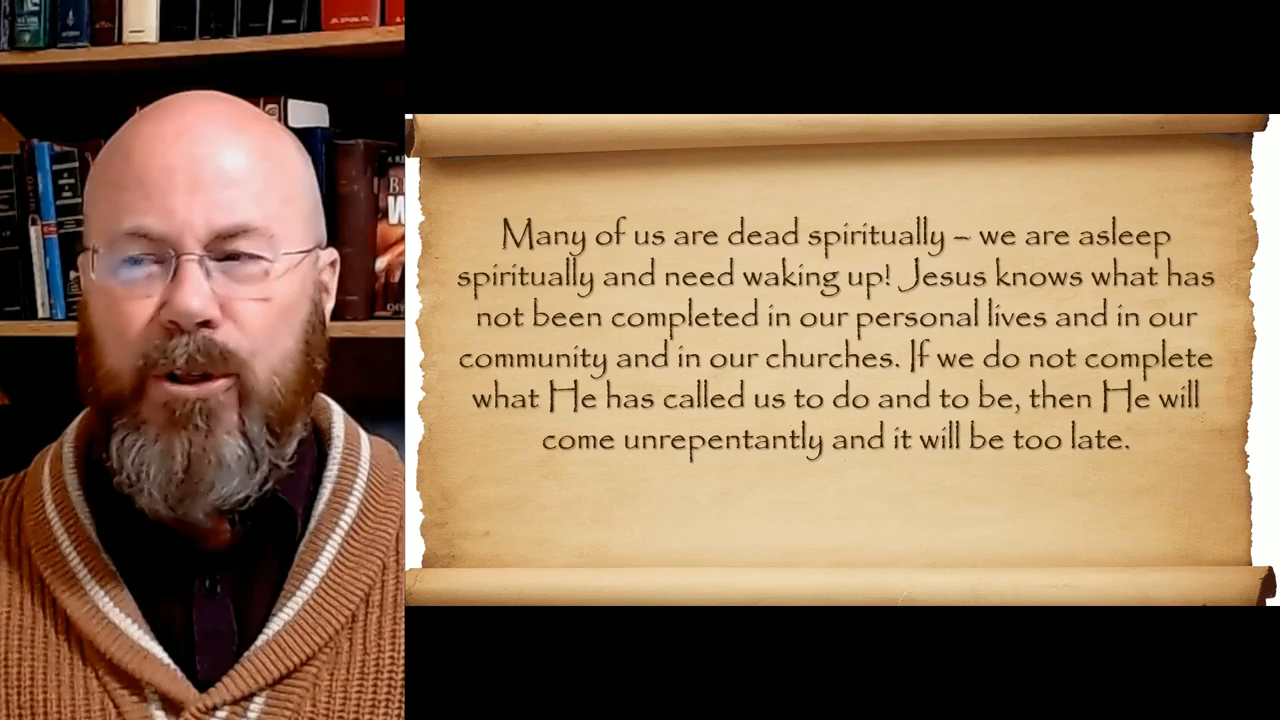 Many of us are dead spiritually – we are asleep
spiritually and need waking up! Jesus knows what has
not been completed in our personal lives and in our
community and in our churches. If we do not complete
what He has called us to do and to be, then He will
come unrepentantly and it will be too late.